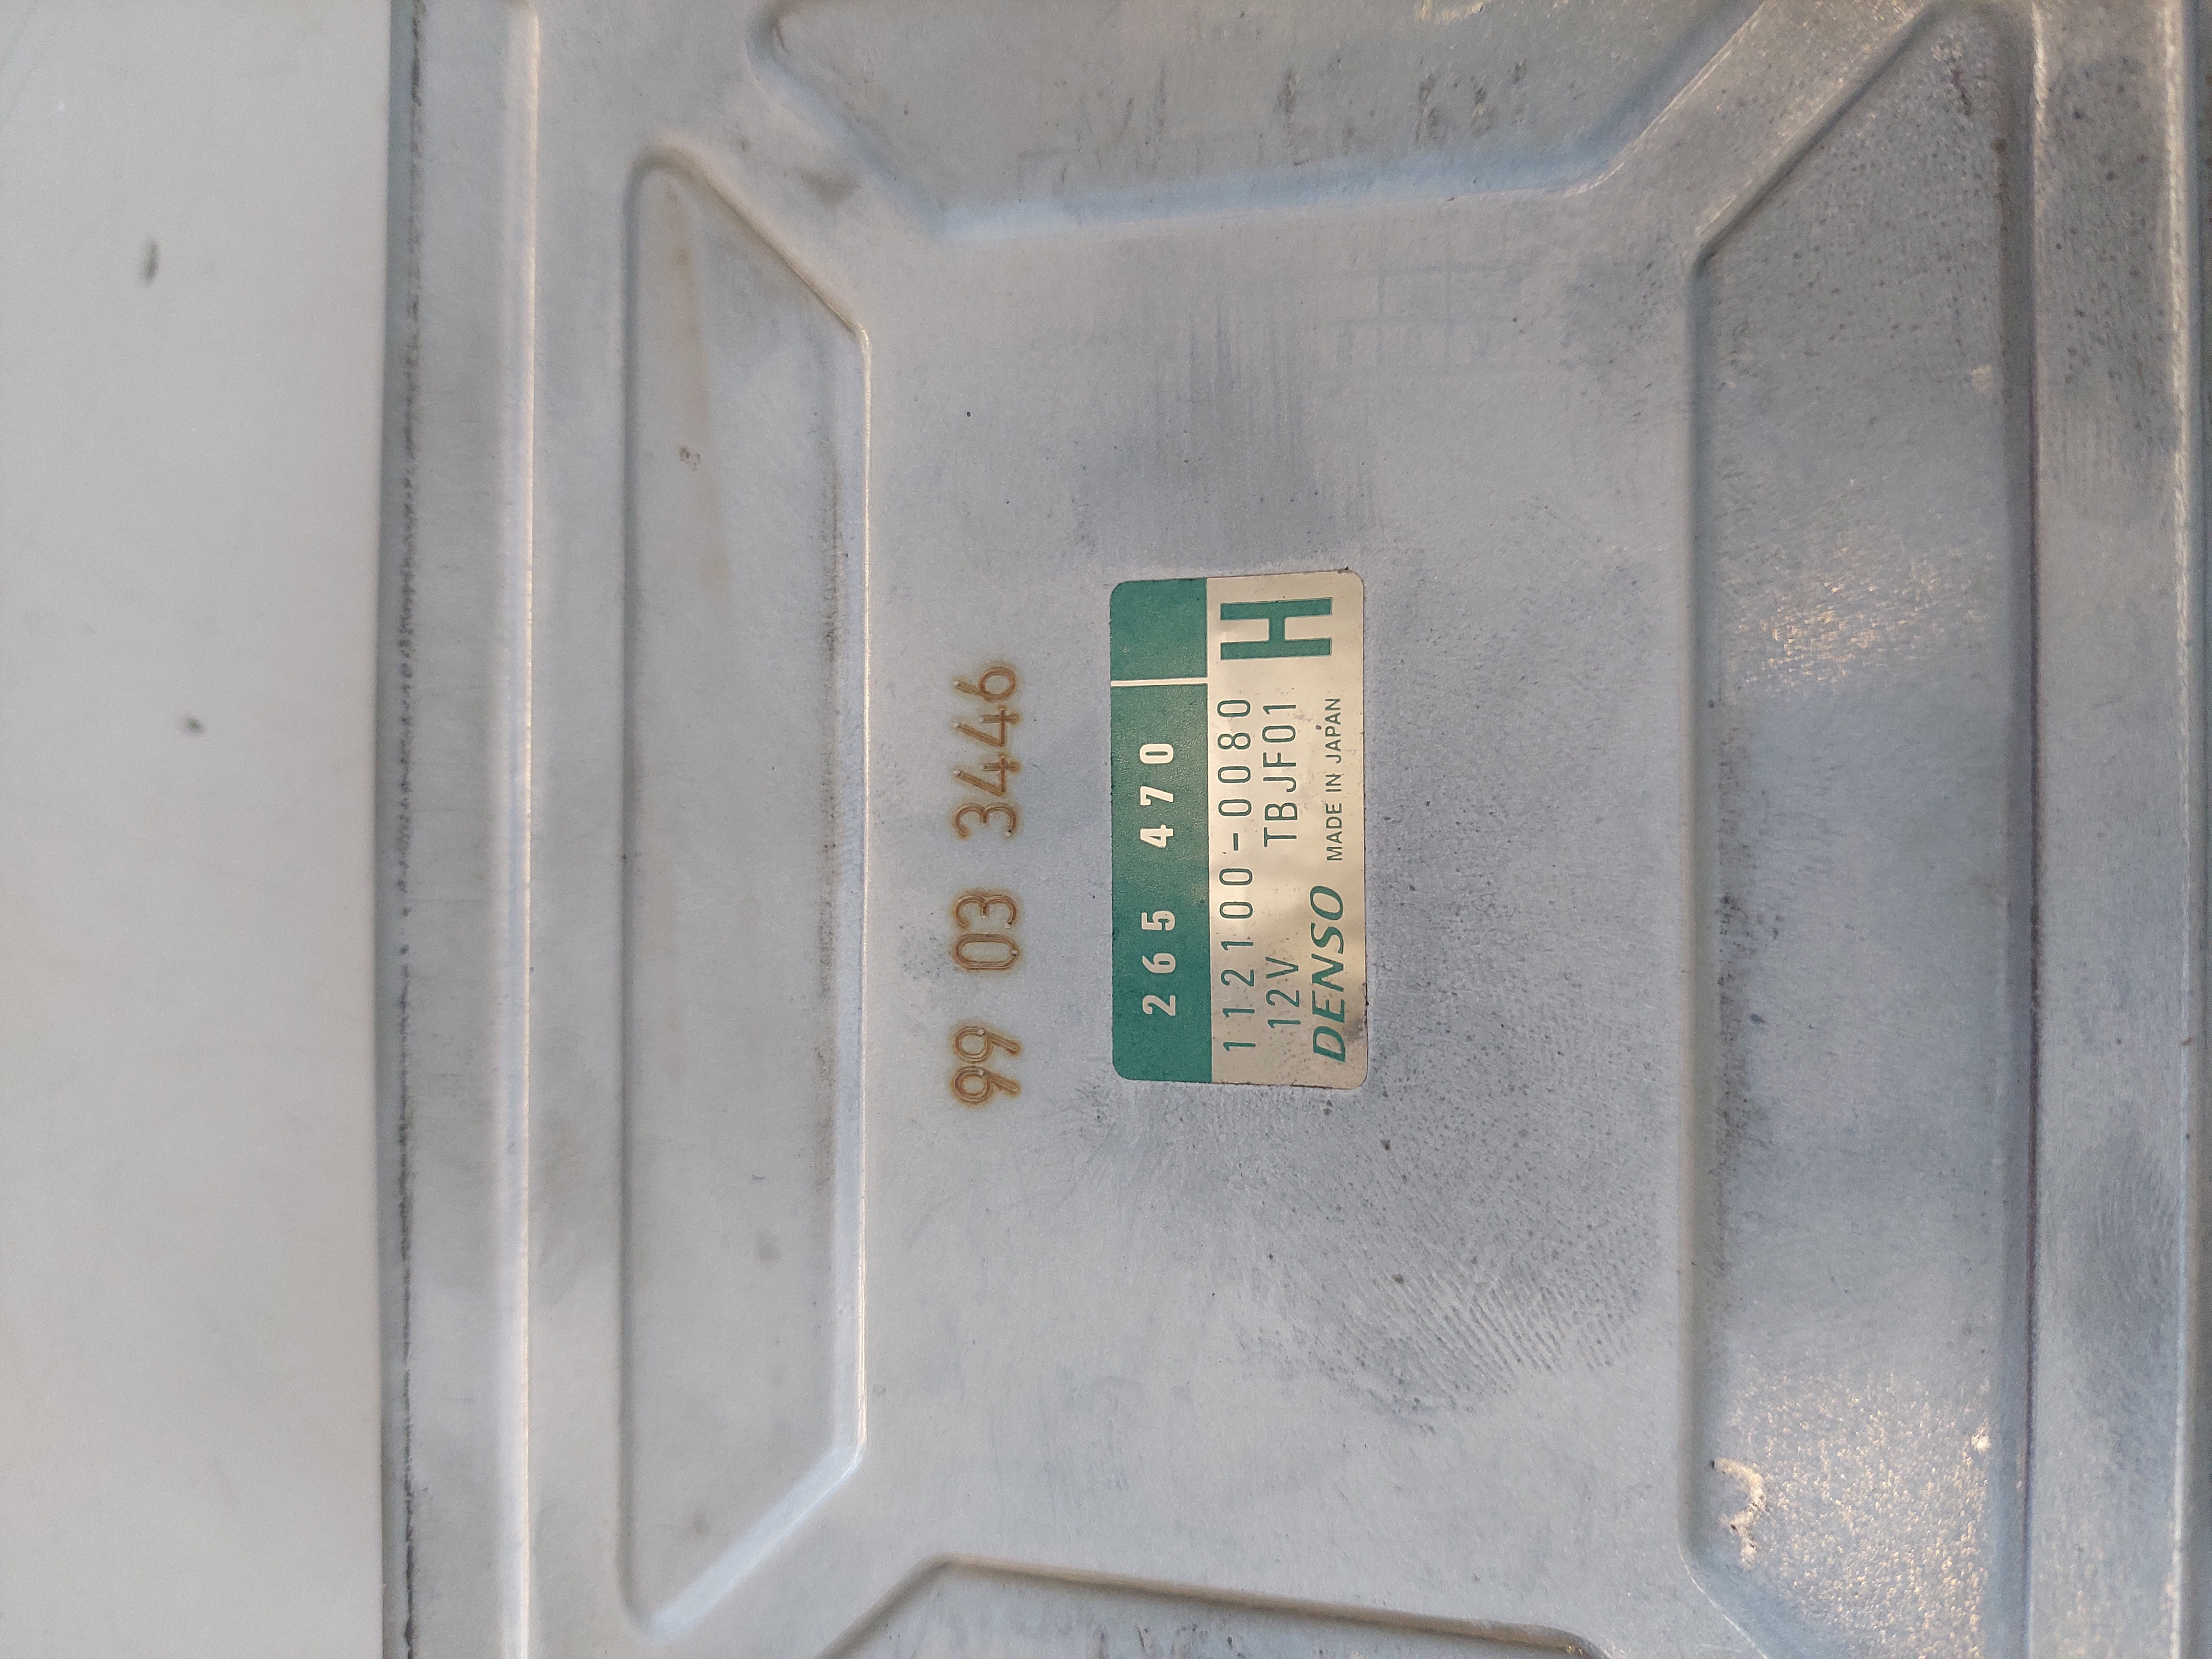 99 03 3446
265 470
112100-0080 H
12V TBJF01
DENSO MADE IN JAPAN